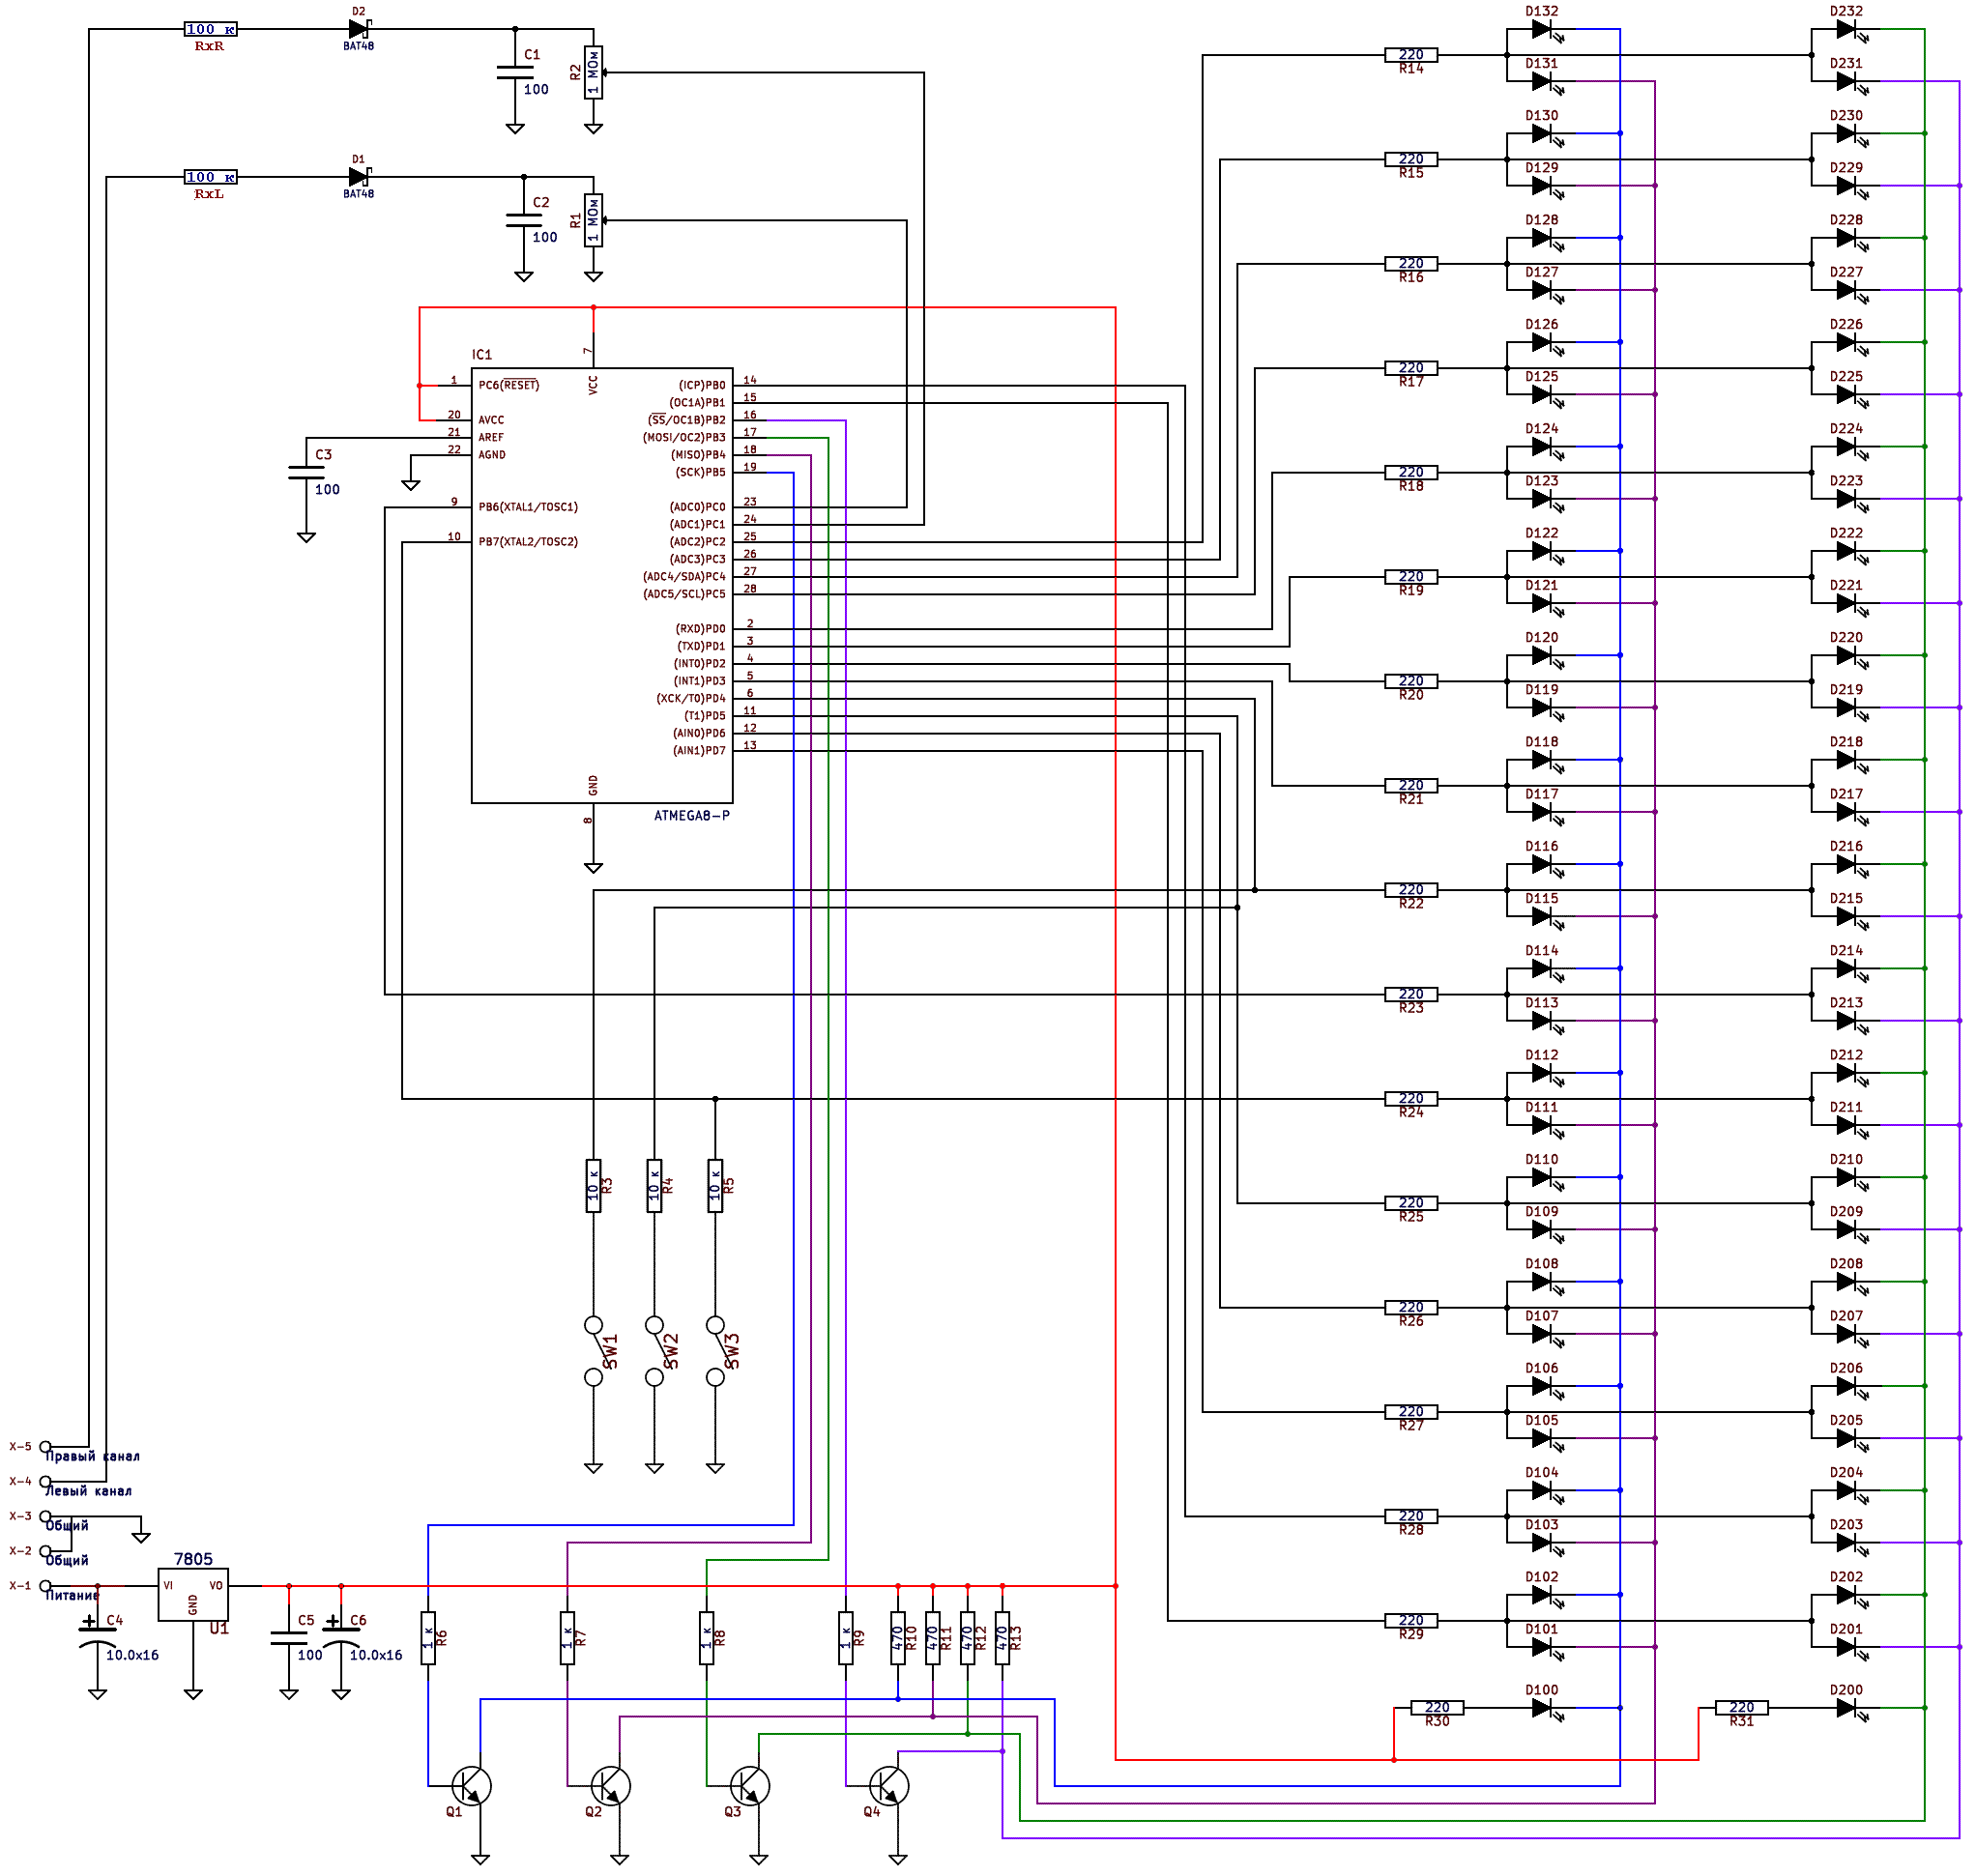 D2
100 к
RxR
BAT48
C1
100
R2
1 МОм
D1
100 к
RxL
BAT48
C2
100
R1
1 МОм
IC1
7
VCC
1
PC6(RESET)
20
AVCC
21
AREF
22
AGND
9
PB6(XTAL1/TOSC1)
10
PB7(XTAL2/TOSC2)
C3
100
(ICP)PB0
14
(OC1A)PB1
15
(SS/OC1B)PB2
16
(MOSI/OC2)PB3
17
(MISO)PB4
18
(SCK)PB5
19
(ADC0)PC0
23
(ADC1)PC1
24
(ADC2)PC2
25
(ADC3)PC3
26
(ADC4/SDA)PC4
27
(ADC5/SCL)PC5
28
(RXD)PD0
2
(TXD)PD1
3
(INT0)PD2
4
(INT1)PD3
5
(XCK/T0)PD4
6
(T1)PD5
11
(AIN0)PD6
12
(AIN1)PD7
13
GND
8
ATMEGA8-P
10 к
R3
10 к
R4
10 к
R5
SW1
SW2
SW3
X-5
Правый канал
X-4
Левый канал
X-3
Общий
X-2
Общий
X-1
Питание
7805
VI
VO
GND
U1
C4
10.0x16
C5
100
C6
10.0x16
1 к
R6
1 к
R7
1 к
R8
1 к
R9
470
R10
470
R11
470
R12
470
R13
Q1
Q2
Q3
Q4
220
R14
D132
D131
D232
D231
220
R15
D130
D129
D230
D229
220
R16
D128
D127
D228
D227
220
R17
D126
D125
D226
D225
220
R18
D124
D123
D224
D223
220
R19
D122
D121
D222
D221
220
R20
D120
D119
D220
D219
220
R21
D118
D117
D218
D217
220
R22
D116
D115
D216
D215
220
R23
D114
D113
D214
D213
220
R24
D112
D111
D212
D211
220
R25
D110
D109
D210
D209
220
R26
D108
D107
D208
D207
220
R27
D106
D105
D206
D205
220
R28
D104
D103
D204
D203
220
R29
D102
D101
D202
D201
220
R30
D100
220
R31
D200